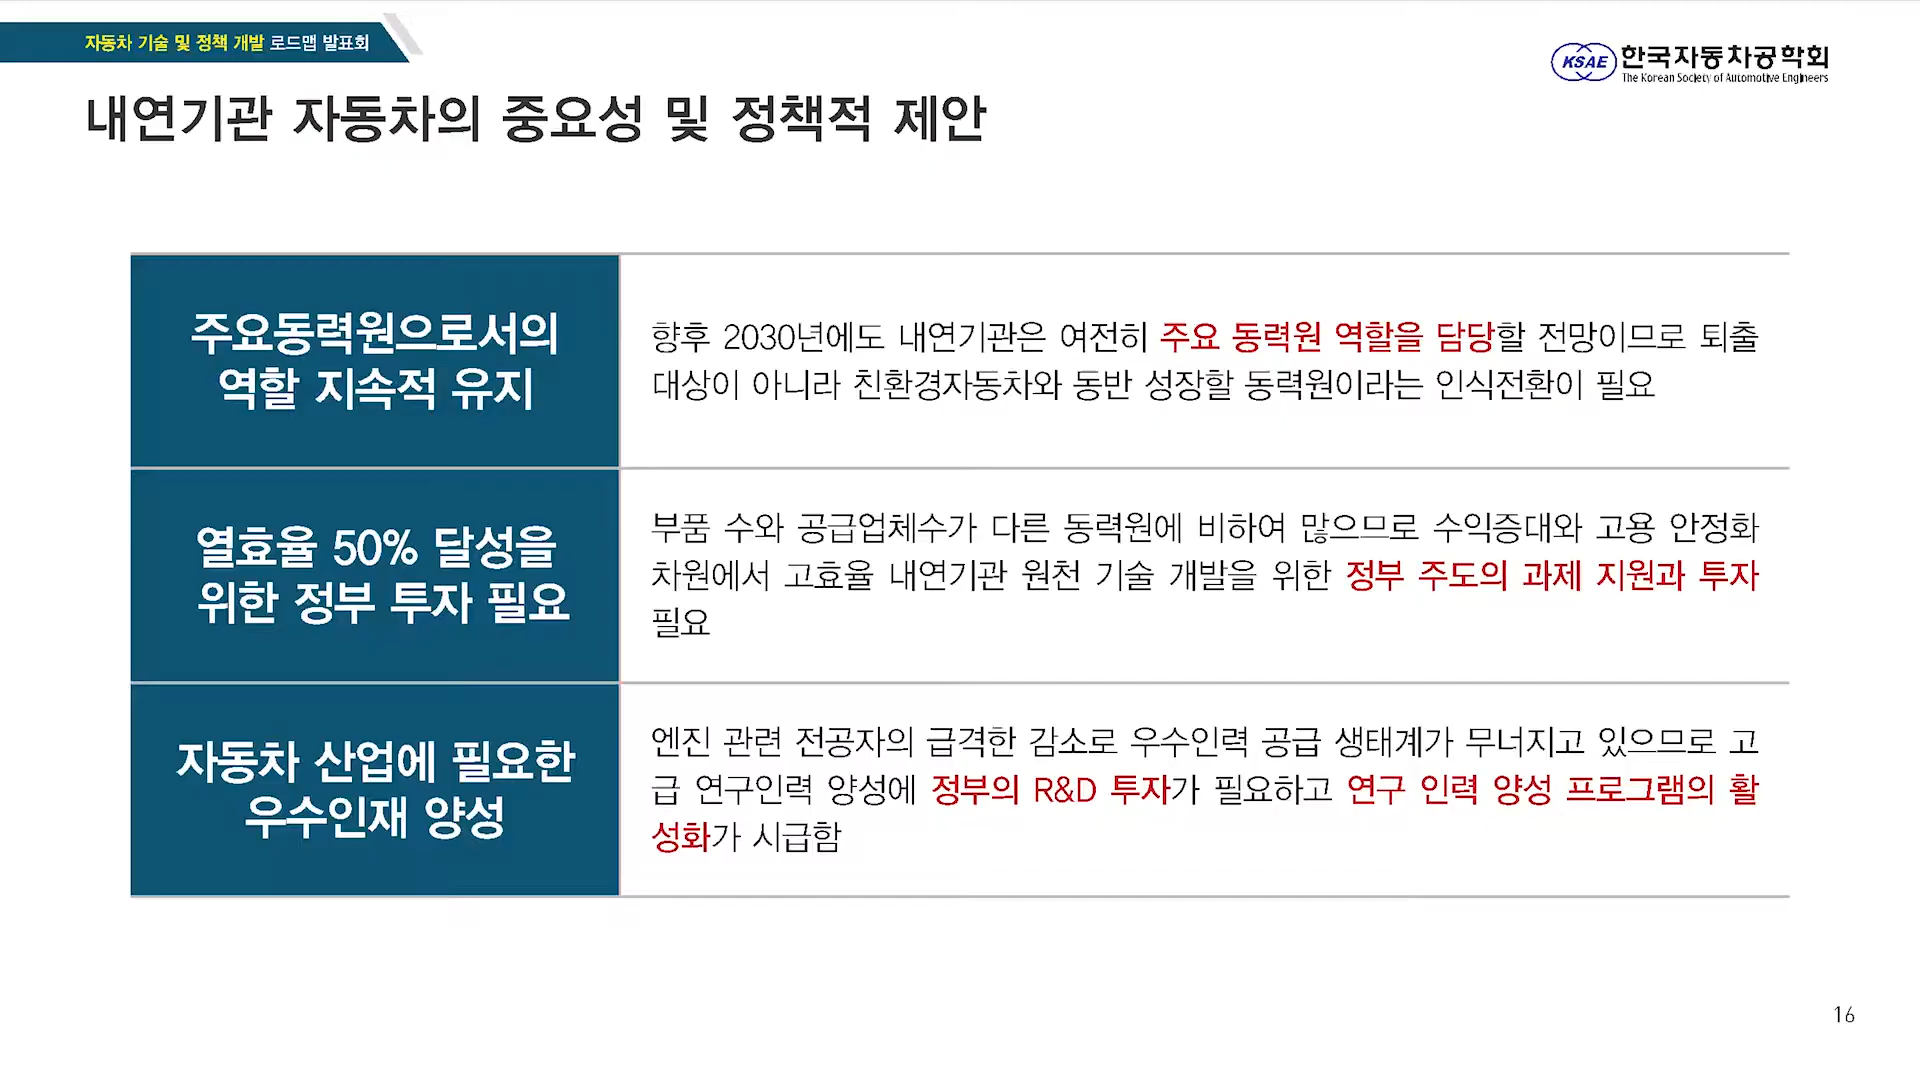 자동차 기술 및 정책 개발 로드맵 발표회
KSAE 한국자동차공학회
The Korean Society of Automotive Engineers
내연기관 자동차의 중요성 및 정책적 제안
주요동력원으로서의
역할 지속적 유지
향후 2030년에도 내연기관은 여전히 주요 동력원 역할을 담당할 전망이므로 퇴출
대상이 아니라 친환경자동차와 동반 성장할 동력원이라는 인식전환이 필요
열효율 50% 달성을
위한 정부 투자 필요
부품 수와 공급업체수가 다른 동력원에 비하여 많으므로 수익증대와 고용 안정화
차원에서 고효율 내연기관 원천 기술 개발을 위한 정부 주도의 과제 지원과 투자
필요
자동차 산업에 필요한
우수인재 양성
엔진 관련 전공자의 급격한 감소로 우수인력 공급 생태계가 무너지고 있으므로 고
급 연구인력 양성에 정부의 R&D 투자가 필요하고 연구 인력 양성 프로그램의 활
성화가 시급함
16